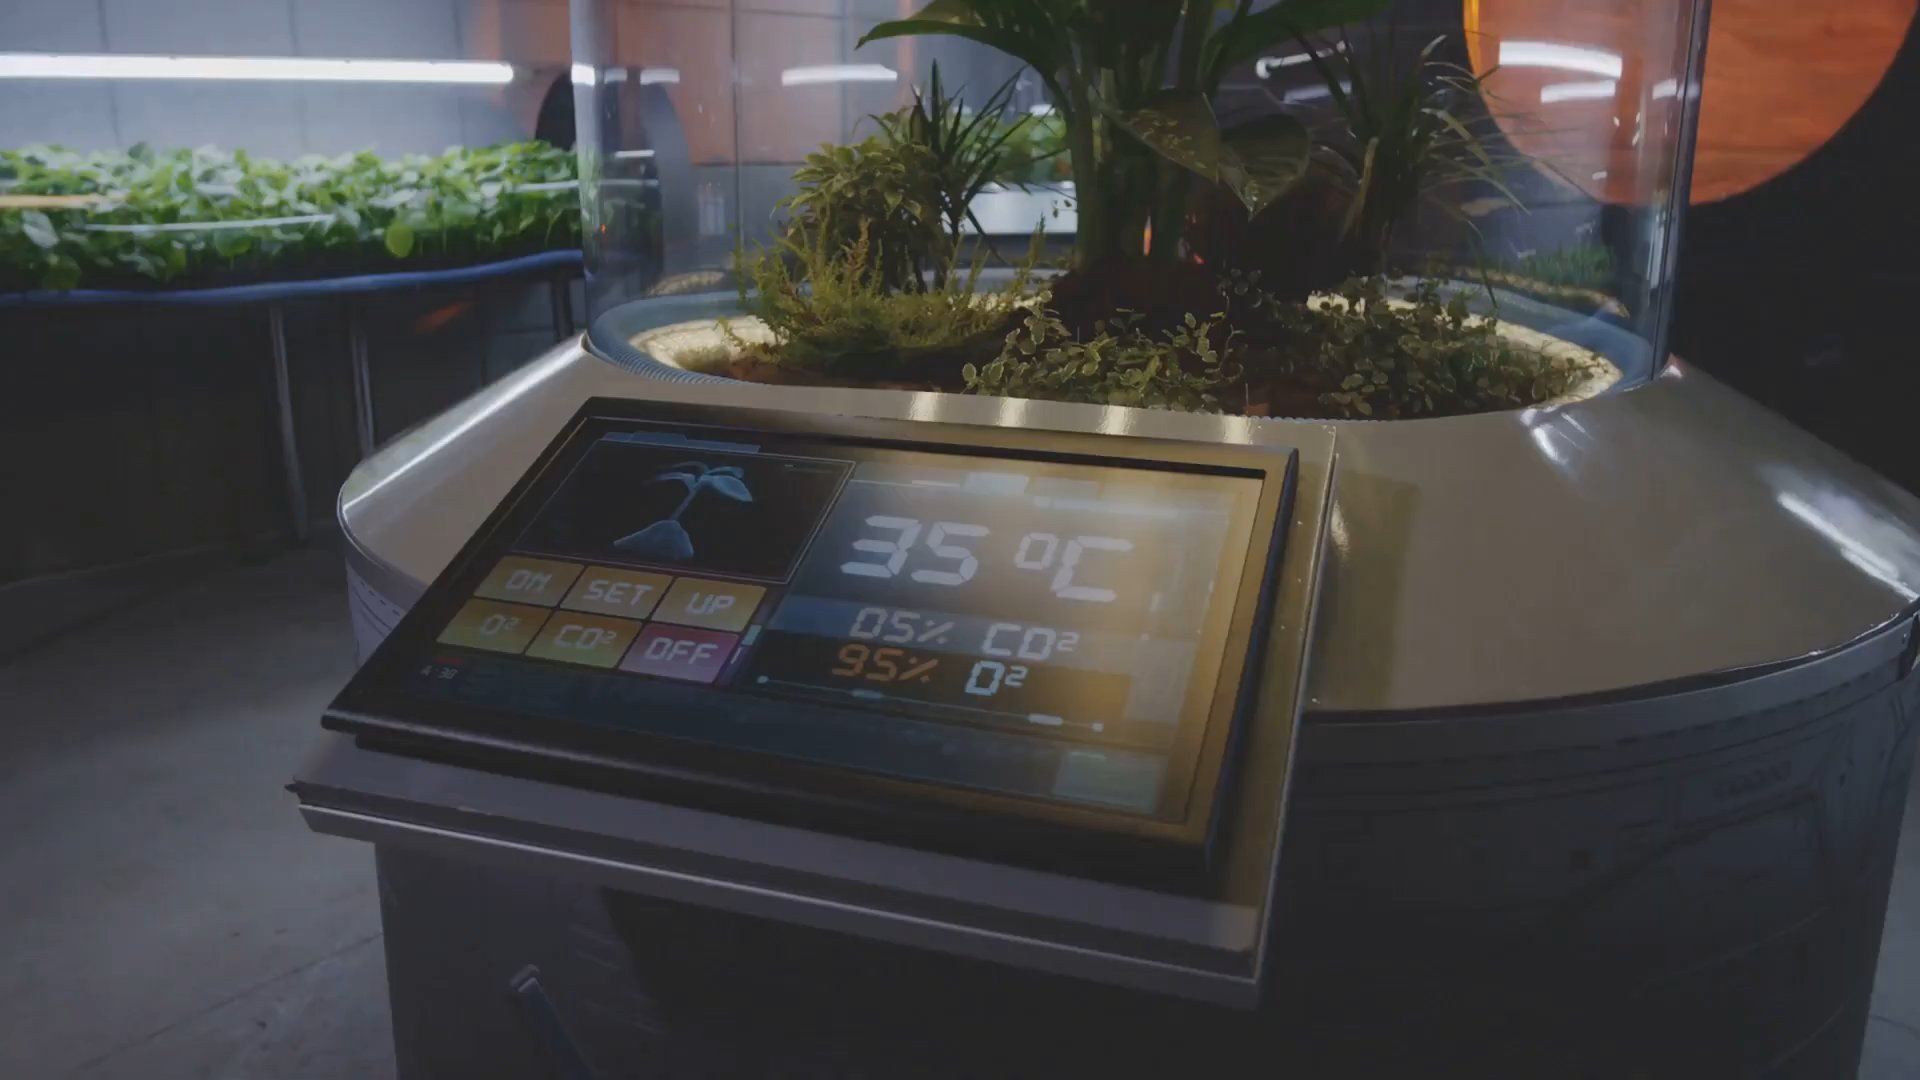 35 °C
ON SET UP
O² CO² OFF
05% CO²
95% O²